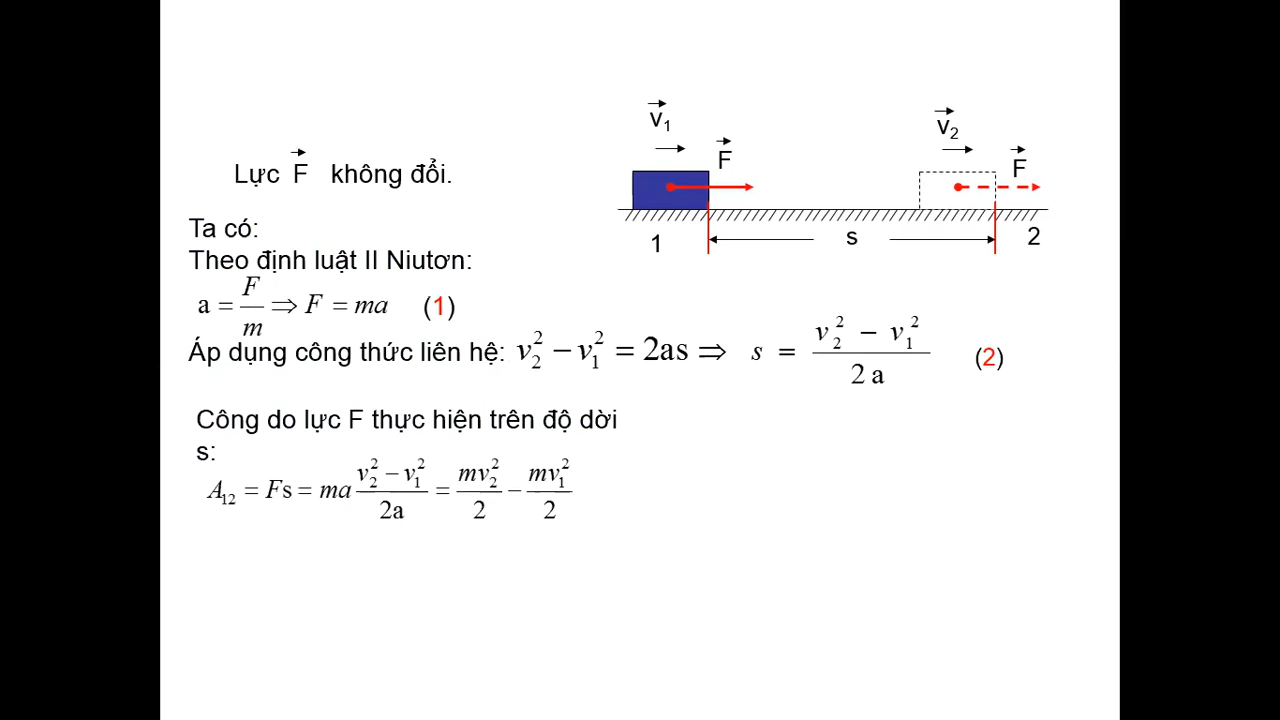 v⃗₁
v⃗₂
F⃗
F⃗
Lực F⃗ không đổi.
1
s
2
Ta có:
Theo định luật II Niutơn:
a = F/m ⇒ F = ma (1)
Áp dụng công thức liên hệ: v₂² − v₁² = 2as ⇒ s = (v₂² − v₁²)/(2a) (2)
Công do lực F thực hiện trên độ dời
s:
A₁₂ = Fs = ma (v₂² − v₁²)/(2a) = mv₂²/2 − mv₁²/2